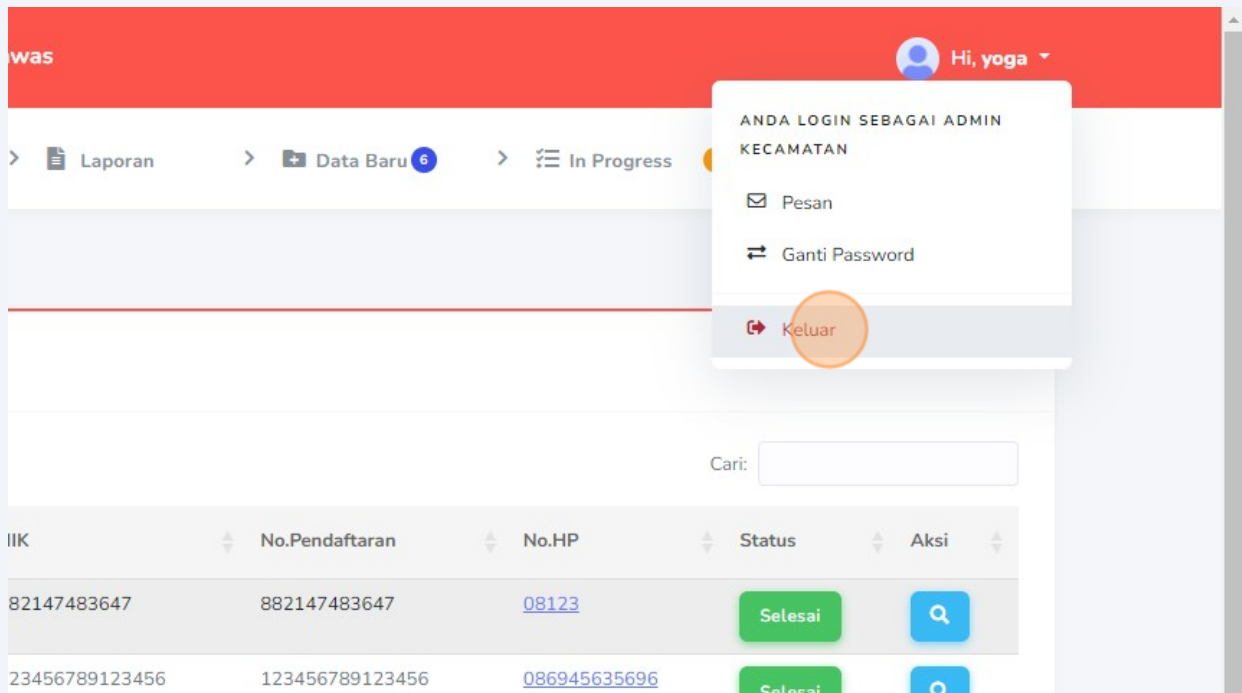 was
Hi, yoga
ANDA LOGIN SEBAGAI ADMIN
KECAMATAN
Laporan
Data Baru 6
In Progress
Pesan
Ganti Password
Keluar
Cari:
IIK No.Pendaftaran No.HP Status Aksi
82147483647 882147483647 08123 Selesai
23456789123456 123456789123456 086945635696 Selesai